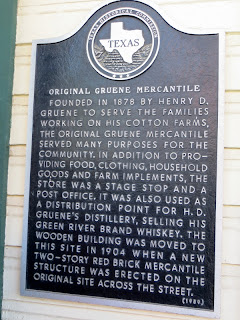 TEXAS HISTORICAL COMMISSION
TEXAS
ORIGINAL GRUENE MERCANTILE
FOUNDED IN 1878 BY HENRY D.
GRUENE TO SERVE THE FAMILIES
WORKING ON HIS COTTON FARMS,
THE ORIGINAL GRUENE MERCANTILE
SERVED MANY PURPOSES FOR THE
COMMUNITY. IN ADDITION TO PRO-
VIDING FOOD, CLOTHING, HOUSEHOLD
GOODS AND FARM IMPLEMENTS, THE
STORE WAS A STAGE STOP AND A
POST OFFICE. IT WAS ALSO USED AS
A DISTRIBUTION POINT FOR H. D.
GRUENE'S DISTILLERY, SELLING HIS
GREEN RIVER BRAND WHISKEY. THE
WOODEN BUILDING WAS MOVED TO
THIS SITE IN 1904 WHEN A NEW
TWO-STORY RED BRICK MERCANTILE
STRUCTURE WAS ERECTED ON THE
ORIGINAL SITE ACROSS THE STREET.